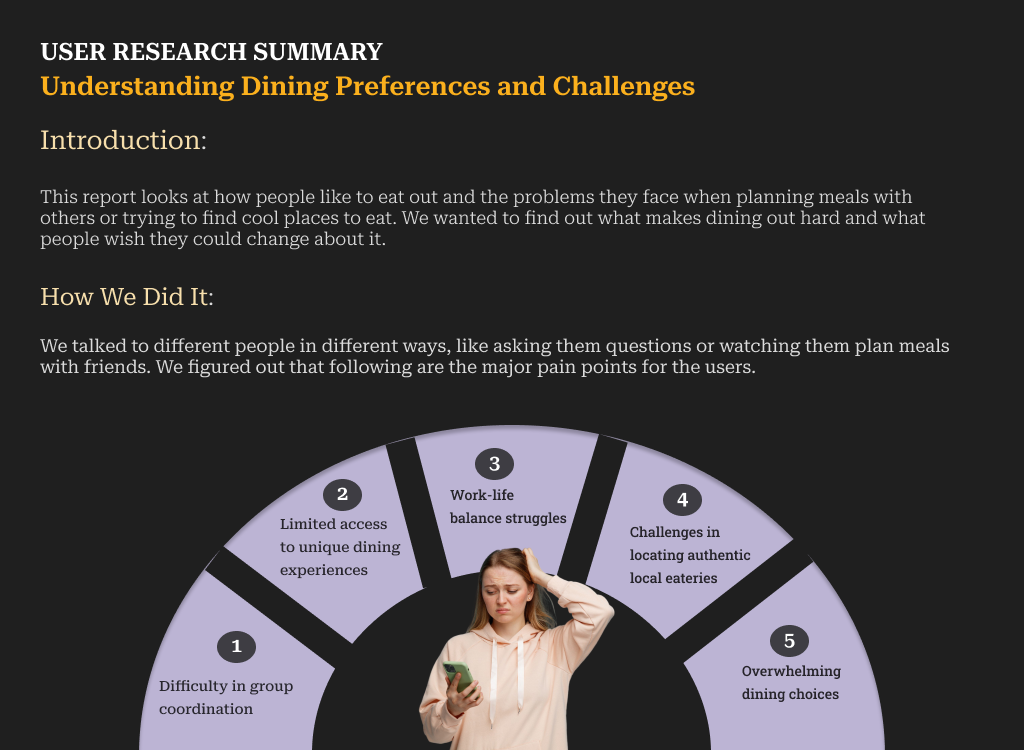 USER RESEARCH SUMMARY
Understanding Dining Preferences and Challenges
Introduction:
This report looks at how people like to eat out and the problems they face when planning meals with
others or trying to find cool places to eat. We wanted to find out what makes dining out hard and what
people wish they could change about it.
How We Did It:
We talked to different people in different ways, like asking them questions or watching them plan meals
with friends. We figured out that following are the major pain points for the users.
1
Difficulty in group
coordination
2
Limited access
to unique dining
experiences
3
Work-life
balance struggles
4
Challenges in
locating authentic
local eateries
5
Overwhelming
dining choices